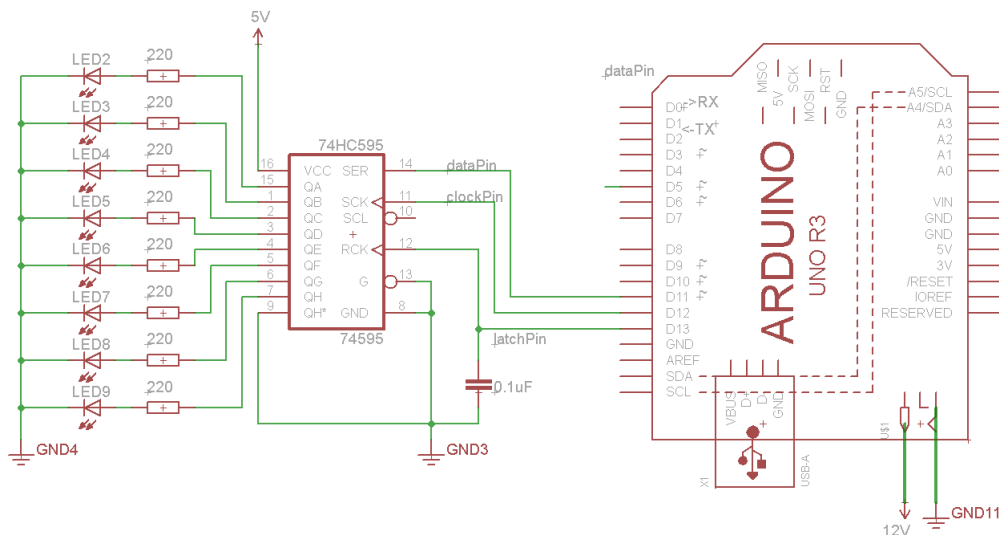 5V
LED2
220
LED3
220
LED4
220
LED5
220
LED6
220
LED7
220
LED8
220
LED9
220
GND4
74HC595
16
15
1
2
3
4
5
6
7
9
VCC
QA
QB
QC
QD
QE
QF
QG
QH
QH*
SER
SCK
SCL
RCK
G
GND
14
11
10
12
13
8
74595
dataPin
clockPin
latchPin
0.1uF
GND3
dataPin
MISO
5V
SCK
MOSI
RST
GND
D0
>RX
D1
<-TX
D2
D3
D4
D5
D6
D7
D8
D9
D10
D11
D12
D13
GND
AREF
SDA
SCL
ARDUINO
UNO R3
A5/SCL
A4/SDA
A3
A2
A1
A0
VIN
GND
GND
5V
3V
/RESET
IOREF
RESERVED
VBUS
D+
D-
GND
X1
USB-A
U$1
12V
GND11